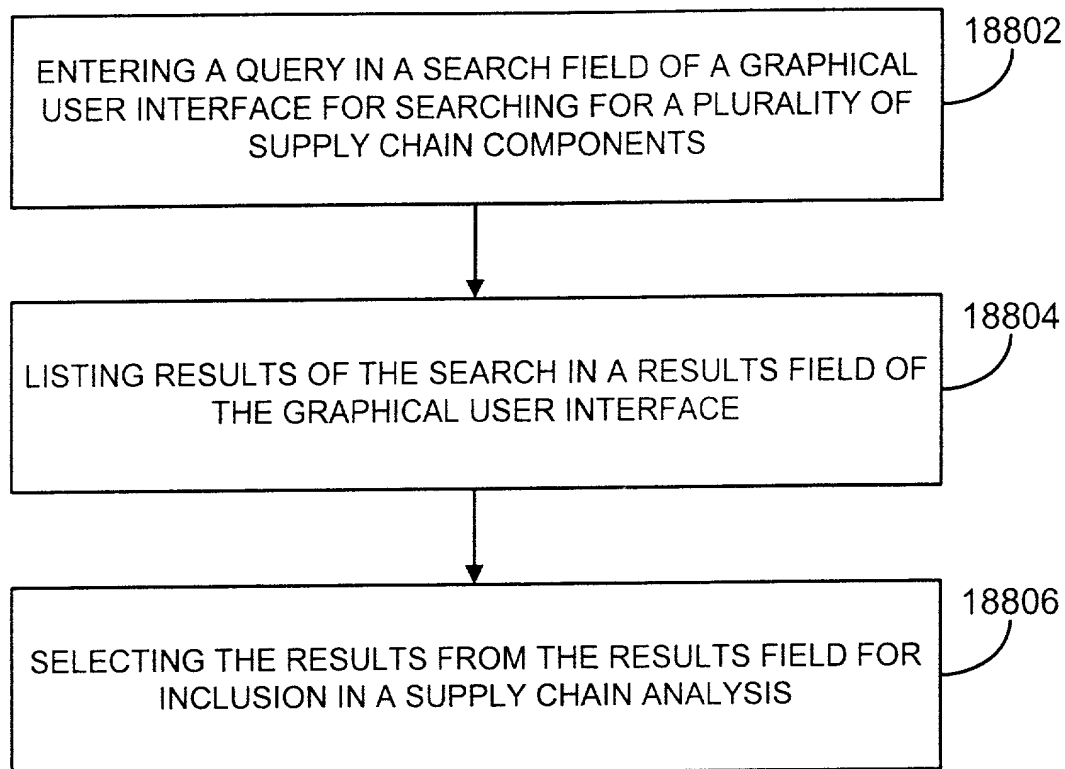 18802
ENTERING A QUERY IN A SEARCH FIELD OF A GRAPHICAL
USER INTERFACE FOR SEARCHING FOR A PLURALITY OF
SUPPLY CHAIN COMPONENTS
18804
LISTING RESULTS OF THE SEARCH IN A RESULTS FIELD OF
THE GRAPHICAL USER INTERFACE
18806
SELECTING THE RESULTS FROM THE RESULTS FIELD FOR
INCLUSION IN A SUPPLY CHAIN ANALYSIS